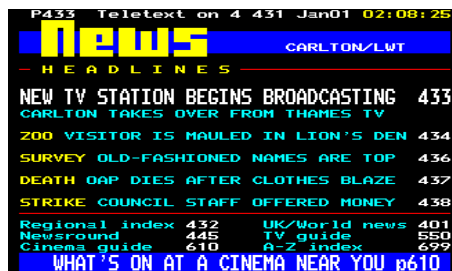 P433 Teletext on 4 431 Jan01 02:08:25
News
CARLTON/LWT
HEADLINES
NEW TV STATION BEGINS BROADCASTING 433
CARLTON TAKES OVER FROM THAMES TV
ZOO VISITOR IS MAULED IN LION'S DEN 434
SURVEY OLD-FASHIONED NAMES ARE TOP 436
DEATH OAP DIES AFTER CLOTHES BLAZE 437
STRIKE COUNCIL STAFF OFFERED MONEY 438
Regional index 432 UK/World news 401
Newsround 445 TV guide 550
Cinema guide 610 A-Z index 699
WHAT'S ON AT A CINEMA NEAR YOU p610